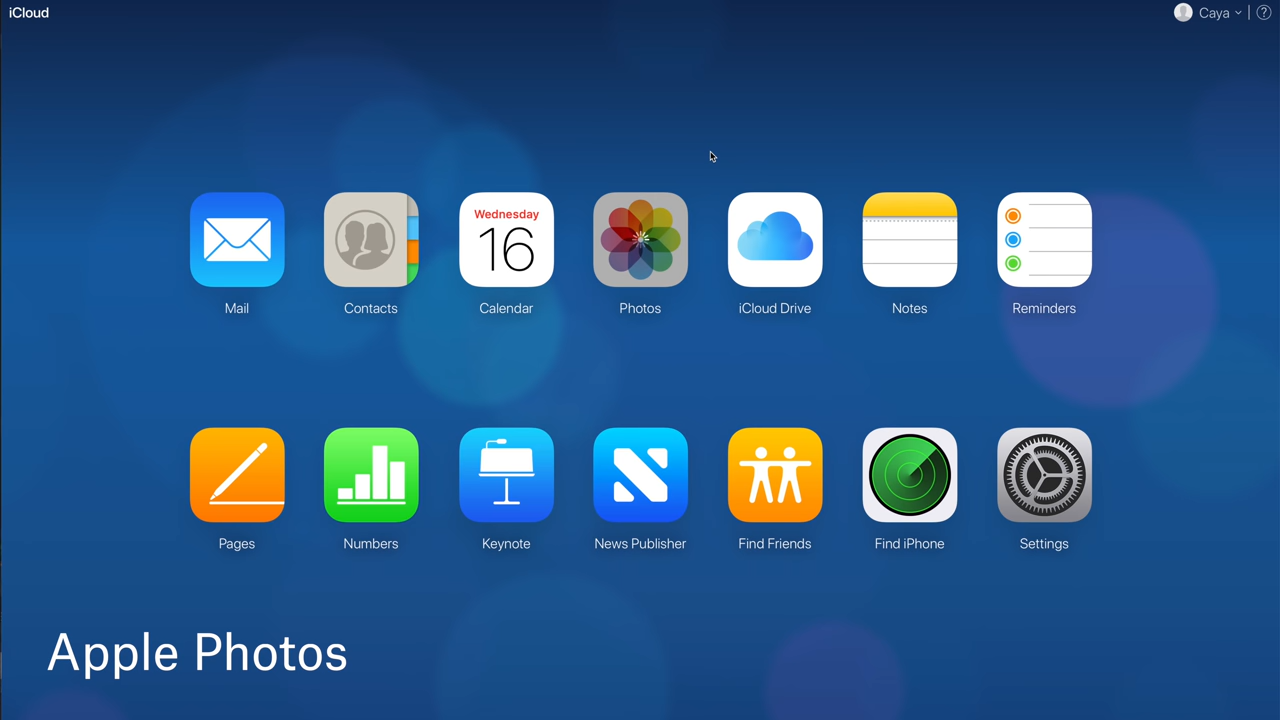 iCloud
Caya
?
Wednesday
16
Mail
Contacts
Calendar
Photos
iCloud Drive
Notes
Reminders
Pages
Numbers
Keynote
News Publisher
Find Friends
Find iPhone
Settings
Apple Photos